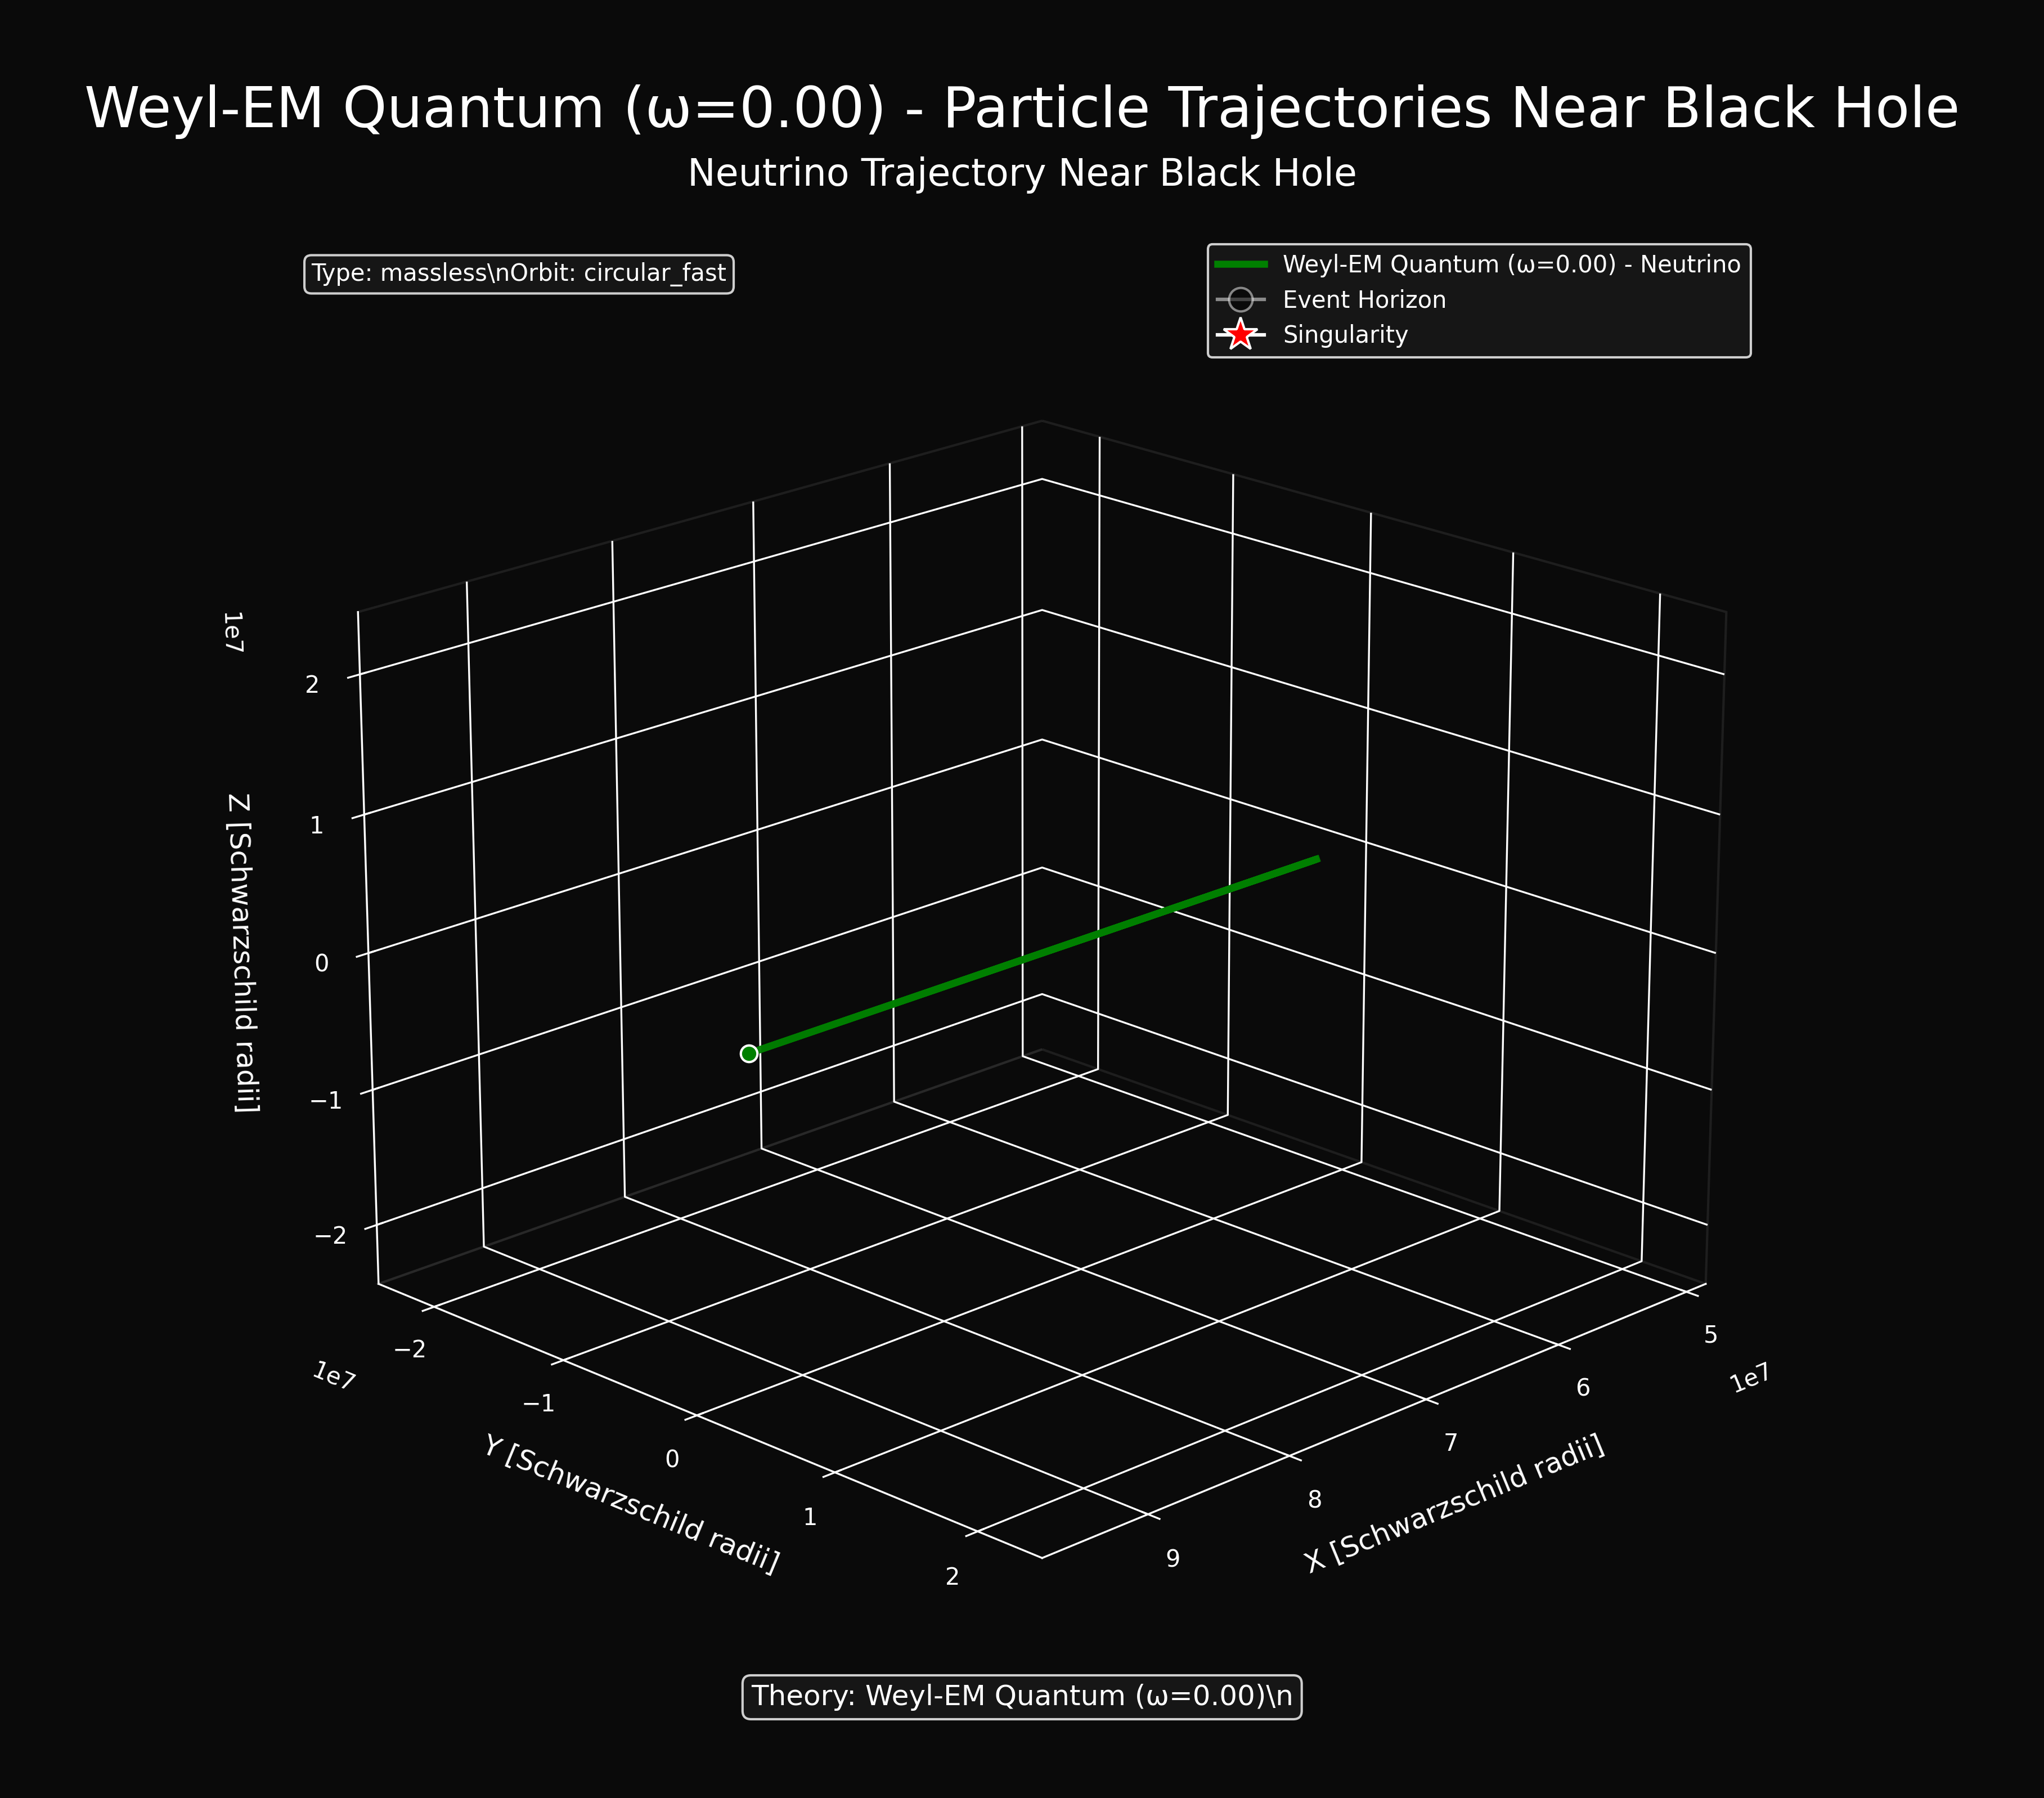 Weyl-EM Quantum (ω=0.00) - Particle Trajectories Near Black Hole
Neutrino Trajectory Near Black Hole
Type: massless\nOrbit: circular_fast
Weyl-EM Quantum (ω=0.00) - Neutrino
Event Horizon
Singularity
1e7
2
1
0
−1
−2
Z [Schwarzschild radii]
−2
−1
0
1
2
1e7
Y [Schwarzschild radii]
5
6
7
8
9
1e7
X [Schwarzschild radii]
Theory: Weyl-EM Quantum (ω=0.00)\n